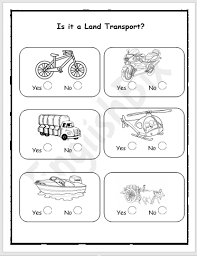 Is it a Land Transport?
Yes No Yes No
Yes No Yes No
Yes No Yes No